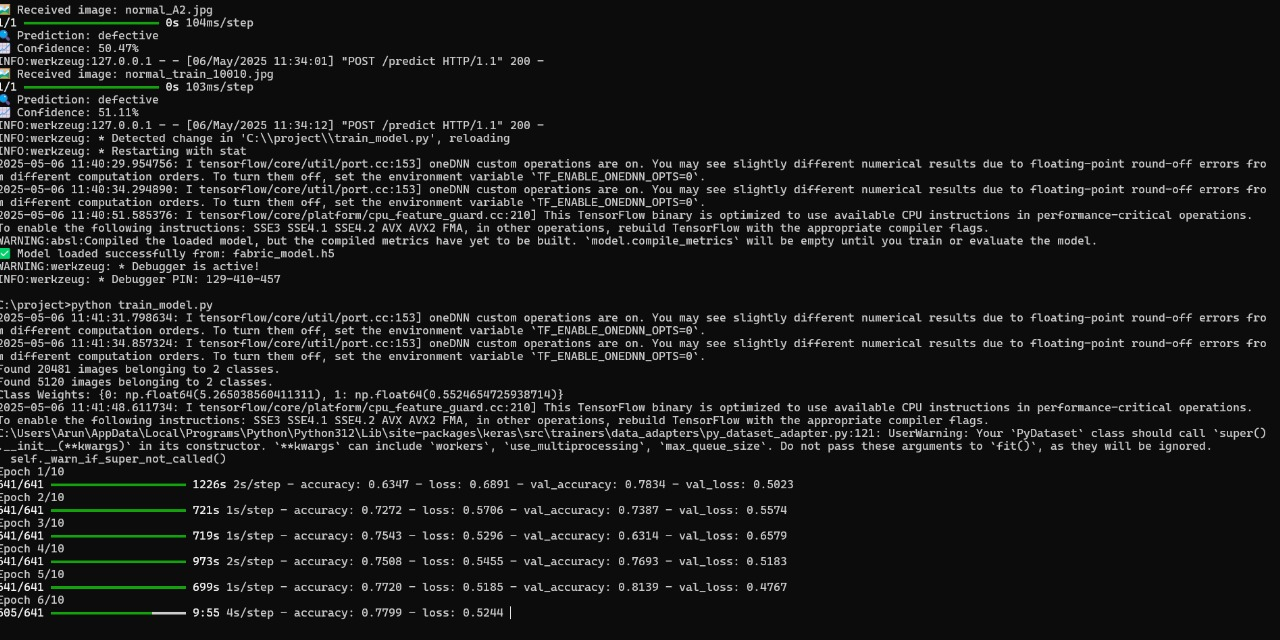 Received image: normal_A2.jpg
1/1 0s 104ms/step
Prediction: defective
Confidence: 50.47%
INFO:werkzeug:127.0.0.1 - - [06/May/2025 11:34:01] "POST /predict HTTP/1.1" 200 -
Received image: normal_train_10010.jpg
1/1 0s 103ms/step
Prediction: defective
Confidence: 51.11%
INFO:werkzeug:127.0.0.1 - - [06/May/2025 11:34:12] "POST /predict HTTP/1.1" 200 -
INFO:werkzeug: * Detected change in 'C:\\project\\train_model.py', reloading
INFO:werkzeug: * Restarting with stat
2025-05-06 11:40:29.954756: I tensorflow/core/util/port.cc:153] oneDNN custom operations are on. You may see slightly different numerical results due to floating-point round-off errors fro
m different computation orders. To turn them off, set the environment variable `TF_ENABLE_ONEDNN_OPTS=0`.
2025-05-06 11:40:34.294890: I tensorflow/core/util/port.cc:153] oneDNN custom operations are on. You may see slightly different numerical results due to floating-point round-off errors fro
m different computation orders. To turn them off, set the environment variable `TF_ENABLE_ONEDNN_OPTS=0`.
2025-05-06 11:40:51.585376: I tensorflow/core/platform/cpu_feature_guard.cc:210] This TensorFlow binary is optimized to use available CPU instructions in performance-critical operations.
To enable the following instructions: SSE3 SSE4.1 SSE4.2 AVX AVX2 FMA, in other operations, rebuild TensorFlow with the appropriate compiler flags.
WARNING:absl:Compiled the loaded model, but the compiled metrics have yet to be built. `model.compile_metrics` will be empty until you train or evaluate the model.
Model loaded successfully from: fabric_model.h5
WARNING:werkzeug: * Debugger is active!
INFO:werkzeug: * Debugger PIN: 129-410-457
C:\project>python train_model.py
2025-05-06 11:41:31.798634: I tensorflow/core/util/port.cc:153] oneDNN custom operations are on. You may see slightly different numerical results due to floating-point round-off errors fro
m different computation orders. To turn them off, set the environment variable `TF_ENABLE_ONEDNN_OPTS=0`.
2025-05-06 11:41:34.857324: I tensorflow/core/util/port.cc:153] oneDNN custom operations are on. You may see slightly different numerical results due to floating-point round-off errors fro
m different computation orders. To turn them off, set the environment variable `TF_ENABLE_ONEDNN_OPTS=0`.
Found 20481 images belonging to 2 classes.
Found 5120 images belonging to 2 classes.
Class Weights: {0: np.float64(5.265038560411311), 1: np.float64(0.5524654725938714)}
2025-05-06 11:41:48.611734: I tensorflow/core/platform/cpu_feature_guard.cc:210] This TensorFlow binary is optimized to use available CPU instructions in performance-critical operations.
To enable the following instructions: SSE3 SSE4.1 SSE4.2 AVX AVX2 FMA, in other operations, rebuild TensorFlow with the appropriate compiler flags.
C:\Users\Arun\AppData\Local\Programs\Python\Python312\Lib\site-packages\keras\src\trainers\data_adapters\py_dataset_adapter.py:121: UserWarning: Your `PyDataset` class should call `super()
.__init__(**kwargs)` in its constructor. `**kwargs` can include `workers`, `use_multiprocessing`, `max_queue_size`. Do not pass these arguments to `fit()`, as they will be ignored.
self._warn_if_super_not_called()
Epoch 1/10
641/641 1226s 2s/step - accuracy: 0.6347 - loss: 0.6891 - val_accuracy: 0.7834 - val_loss: 0.5023
Epoch 2/10
641/641 721s 1s/step - accuracy: 0.7272 - loss: 0.5706 - val_accuracy: 0.7387 - val_loss: 0.5574
Epoch 3/10
641/641 719s 1s/step - accuracy: 0.7543 - loss: 0.5296 - val_accuracy: 0.6314 - val_loss: 0.6579
Epoch 4/10
641/641 973s 2s/step - accuracy: 0.7508 - loss: 0.5455 - val_accuracy: 0.7693 - val_loss: 0.5183
Epoch 5/10
641/641 699s 1s/step - accuracy: 0.7720 - loss: 0.5185 - val_accuracy: 0.8139 - val_loss: 0.4767
Epoch 6/10
505/641 9:55 4s/step - accuracy: 0.7799 - loss: 0.5244